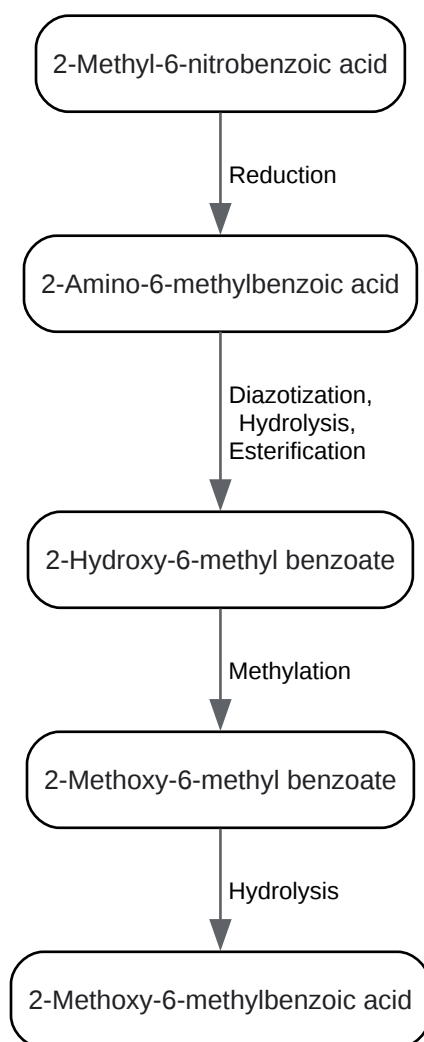 2-Methyl-6-nitrobenzoic acid
Reduction
2-Amino-6-methylbenzoic acid
Diazotization,
Hydrolysis,
Esterification
2-Hydroxy-6-methyl benzoate
Methylation
2-Methoxy-6-methyl benzoate
Hydrolysis
2-Methoxy-6-methylbenzoic acid